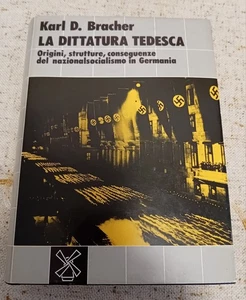 Karl D. Bracher
LA DITTATURA TEDESCA
Origini, strutture, conseguenze
del nazionalsocialismo in Germania